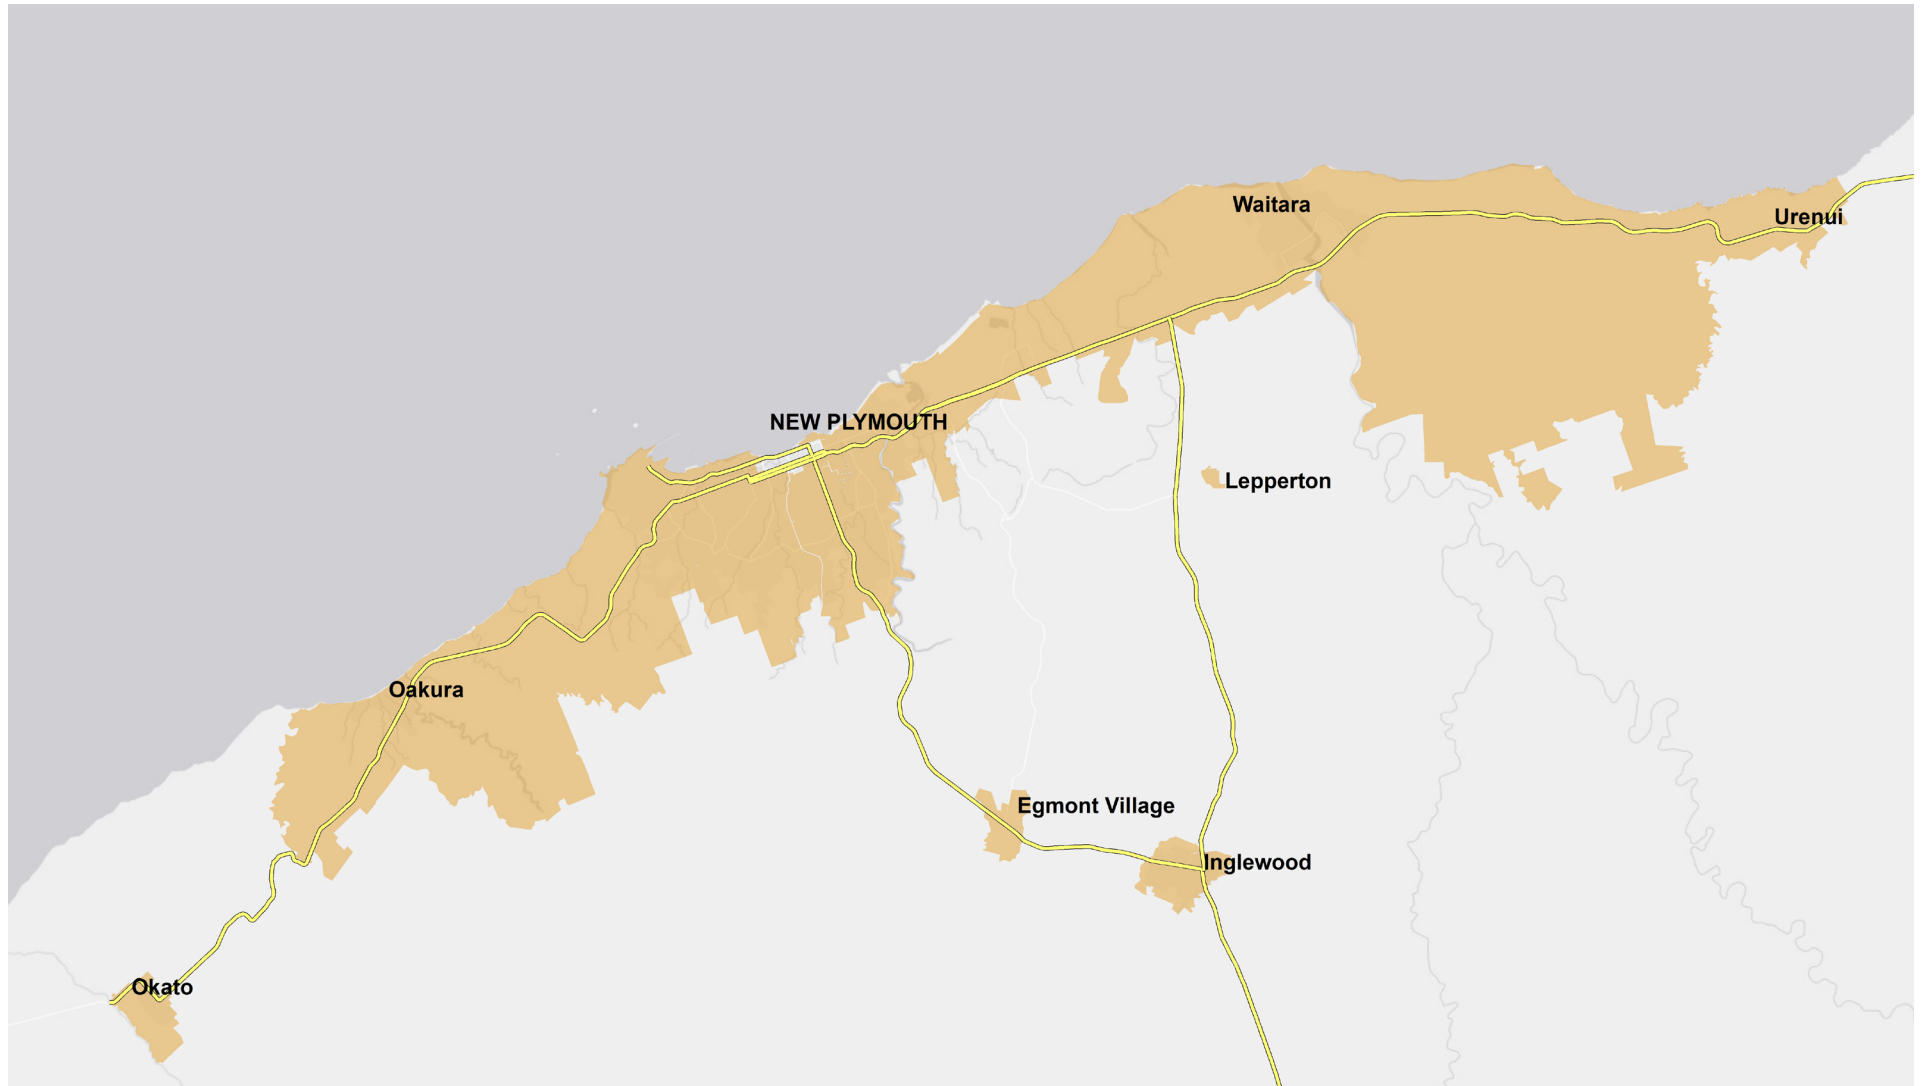 Waitara
Urenui
NEW PLYMOUTH
Lepperton
Oakura
Egmont Village
Inglewood
Okato